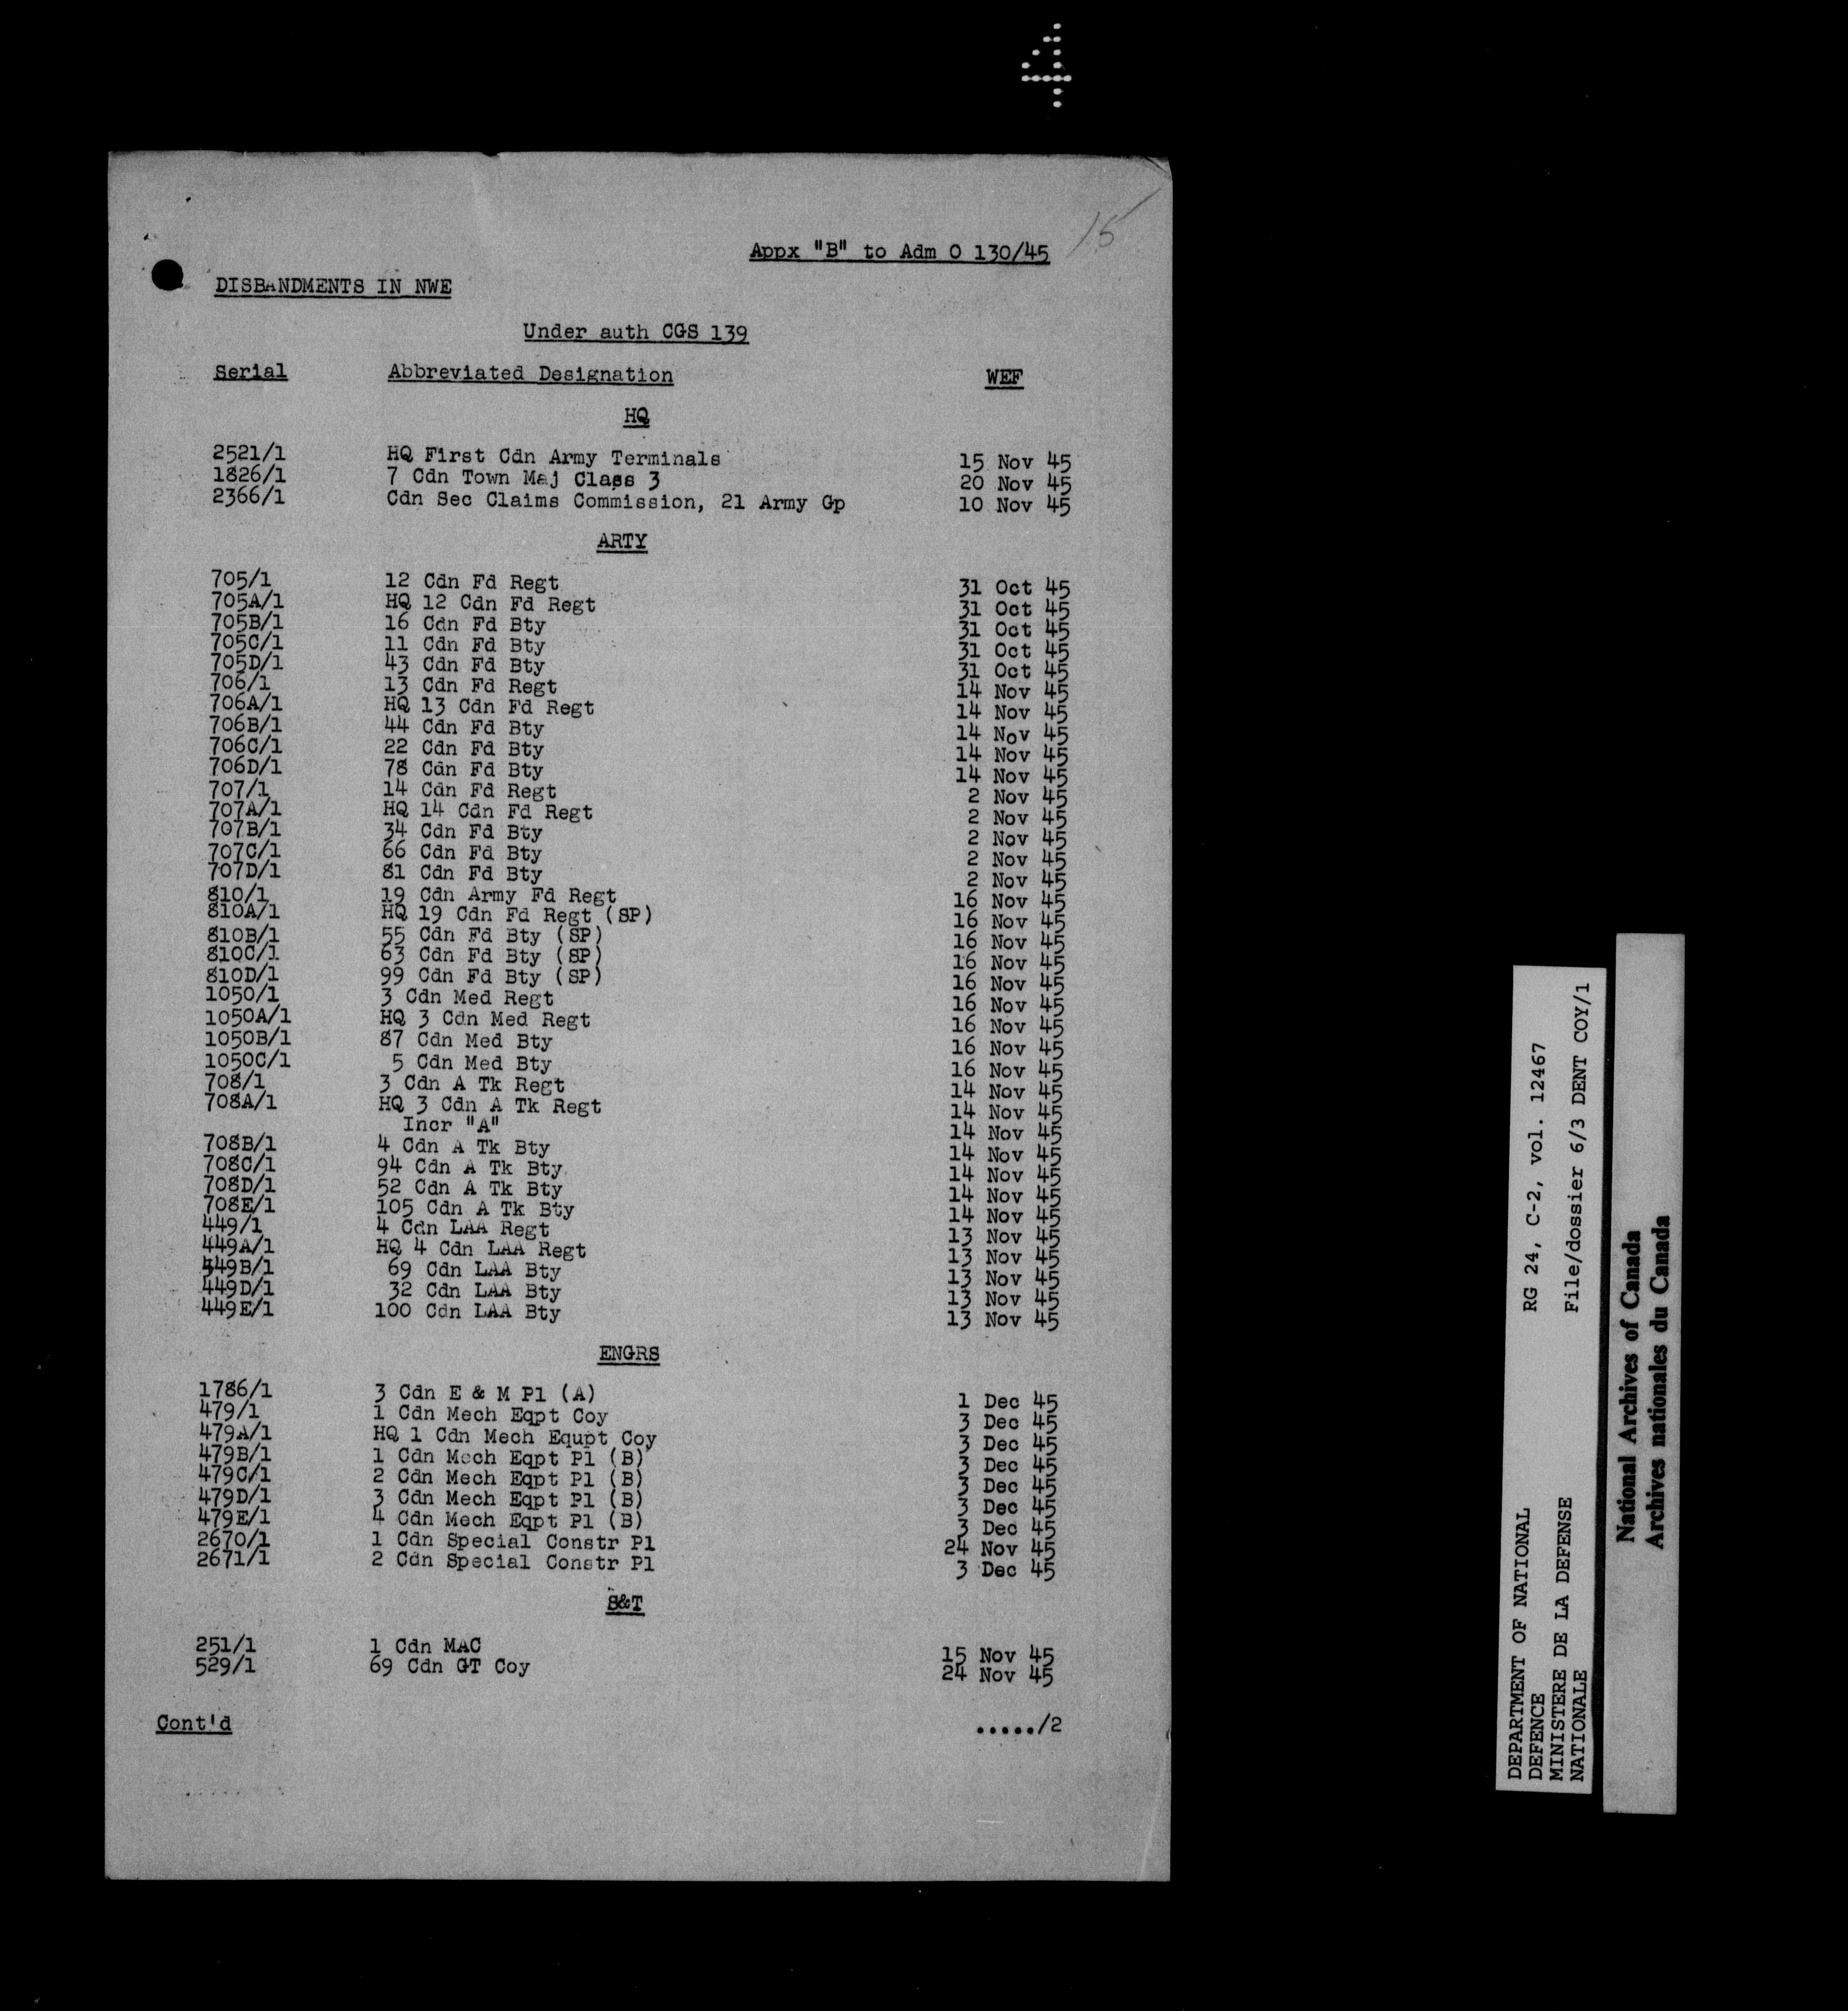 4
15
Appx "B" to Adm O 130/45
DISBANDMENTS IN NWE
Under auth CGS 139
Serial Abbreviated Designation WEF
HQ
2521/1 HQ First Cdn Army Terminals 15 Nov 45
1826/1 7 Cdn Town Maj Class 3 20 Nov 45
2366/1 Cdn Sec Claims Commission, 21 Army Gp 10 Nov 45
ARTY
705/1 12 Cdn Fd Regt 31 Oct 45
705A/1 HQ 12 Cdn Fd Regt 31 Oct 45
705B/1 16 Cdn Fd Bty 31 Oct 45
705C/1 11 Cdn Fd Bty 31 Oct 45
705D/1 43 Cdn Fd Bty 31 Oct 45
706/1 13 Cdn Fd Regt 14 Nov 45
706A/1 HQ 13 Cdn Fd Regt 14 Nov 45
706B/1 44 Cdn Fd Bty 14 Nov 45
706C/1 22 Cdn Fd Bty 14 Nov 45
706D/1 78 Cdn Fd Bty 14 Nov 45
707/1 14 Cdn Fd Regt 2 Nov 45
707A/1 HQ 14 Cdn Fd Regt 2 Nov 45
707B/1 34 Cdn Fd Bty 2 Nov 45
707C/1 66 Cdn Fd Bty 2 Nov 45
707D/1 81 Cdn Fd Bty 2 Nov 45
810/1 19 Cdn Army Fd Regt 16 Nov 45
810A/1 HQ 19 Cdn Fd Regt (SP) 16 Nov 45
810B/1 55 Cdn Fd Bty (SP) 16 Nov 45
810C/1 63 Cdn Fd Bty (SP) 16 Nov 45
810D/1 99 Cdn Fd Bty (SP) 16 Nov 45
1050/1 3 Cdn Med Regt 16 Nov 45
1050A/1 HQ 3 Cdn Med Regt 16 Nov 45
1050B/1 87 Cdn Med Bty 16 Nov 45
1050C/1 5 Cdn Med Bty 16 Nov 45
708/1 3 Cdn A Tk Regt 14 Nov 45
708A/1 HQ 3 Cdn A Tk Regt 14 Nov 45
Incr "A" 14 Nov 45
708B/1 4 Cdn A Tk Bty 14 Nov 45
708C/1 94 Cdn A Tk Bty 14 Nov 45
708D/1 52 Cdn A Tk Bty 14 Nov 45
708E/1 105 Cdn A Tk Bty 14 Nov 45
449/1 4 Cdn LAA Regt 13 Nov 45
449A/1 HQ 4 Cdn LAA Regt 13 Nov 45
449B/1 69 Cdn LAA Bty 13 Nov 45
449D/1 32 Cdn LAA Bty 13 Nov 45
449E/1 100 Cdn LAA Bty 13 Nov 45
ENGRS
1786/1 3 Cdn E & M Pl (A) 1 Dec 45
479/1 1 Cdn Mech Eqpt Coy 3 Dec 45
479A/1 HQ 1 Cdn Mech Equpt Coy 3 Dec 45
479B/1 1 Cdn Mech Eqpt Pl (B) 3 Dec 45
479C/1 2 Cdn Mech Eqpt Pl (B) 3 Dec 45
479D/1 3 Cdn Mech Eqpt Pl (B) 3 Dec 45
479E/1 4 Cdn Mech Eqpt Pl (B) 3 Dec 45
2670/1 1 Cdn Special Constr Pl 24 Nov 45
2671/1 2 Cdn Special Constr Pl 3 Dec 45
S&T
251/1 1 Cdn MAC 15 Nov 45
529/1 69 Cdn GT Coy 24 Nov 45
Cont'd ...../2
DEPARTMENT OF NATIONAL RG 24, C-2, vol. 12467
DEFENCE
MINISTERE DE LA DEFENSE File/dossier 6/3 DENT COY/1
NATIONALE
National Archives of Canada
Archives nationales du Canada